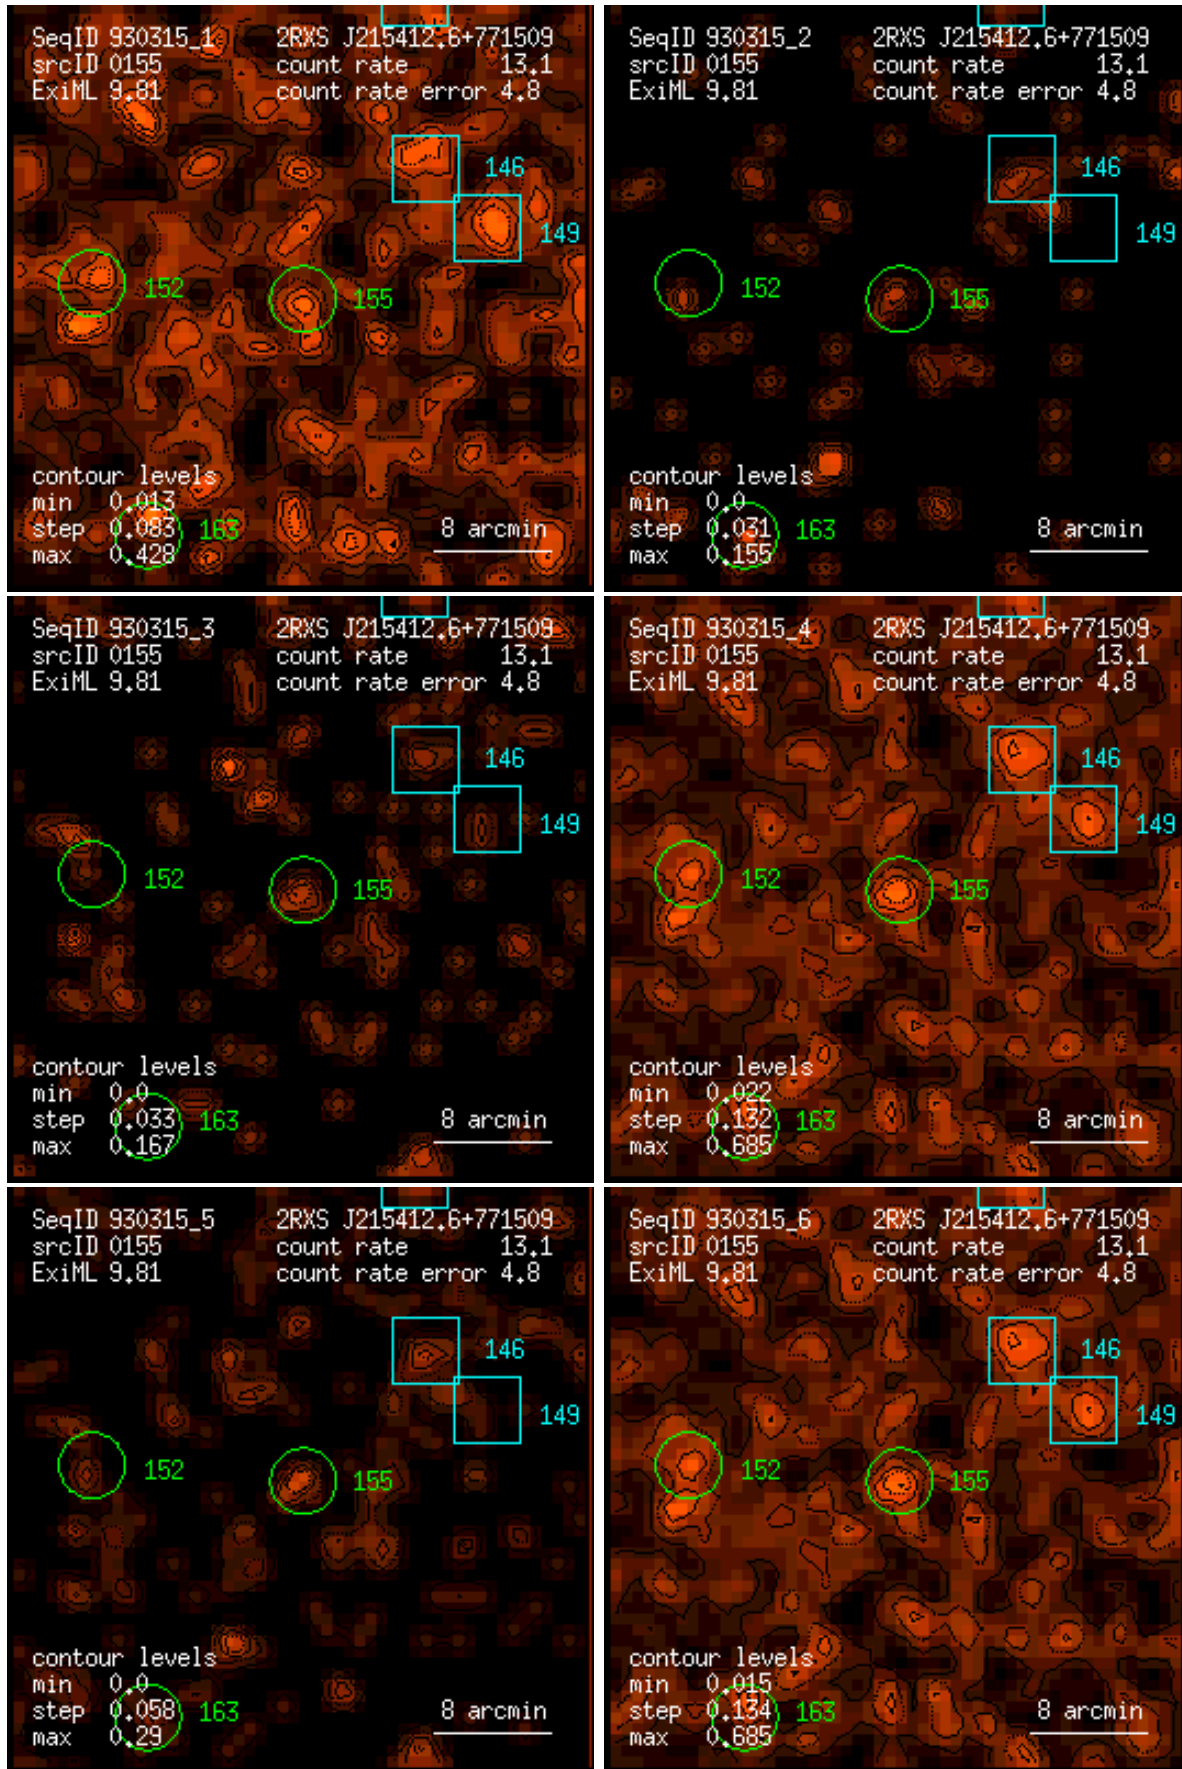 SeqID 930315_1 2RXS J215412.6+771509
srcID 0155 count rate 13.1
ExiML 9.81 count rate error 4.8
146
149
152
155
contour levels
min 0.013
step 0.083 163 8 arcmin
max 0.428
SeqID 930315_2 2RXS J215412.6+771509
srcID 0155 count rate 13.1
ExiML 9.81 count rate error 4.8
146
149
152
155
contour levels
min 0.0
step 0.031 163 8 arcmin
max 0.155
SeqID 930315_3 2RXS J215412.6+771509
srcID 0155 count rate 13.1
ExiML 9.81 count rate error 4.8
146
149
152
155
contour levels
min 0.0
step 0.033 163 8 arcmin
max 0.167
SeqID 930315_4 2RXS J215412.6+771509
srcID 0155 count rate 13.1
ExiML 9.81 count rate error 4.8
146
149
152
155
contour levels
min 0.022
step 0.132 163 8 arcmin
max 0.685
SeqID 930315_5 2RXS J215412.6+771509
srcID 0155 count rate 13.1
ExiML 9.81 count rate error 4.8
146
149
152
155
contour levels
min 0.0
step 0.058 163 8 arcmin
max 0.29
SeqID 930315_6 2RXS J215412.6+771509
srcID 0155 count rate 13.1
ExiML 9.81 count rate error 4.8
146
149
152
155
contour levels
min 0.015
step 0.134 163 8 arcmin
max 0.685